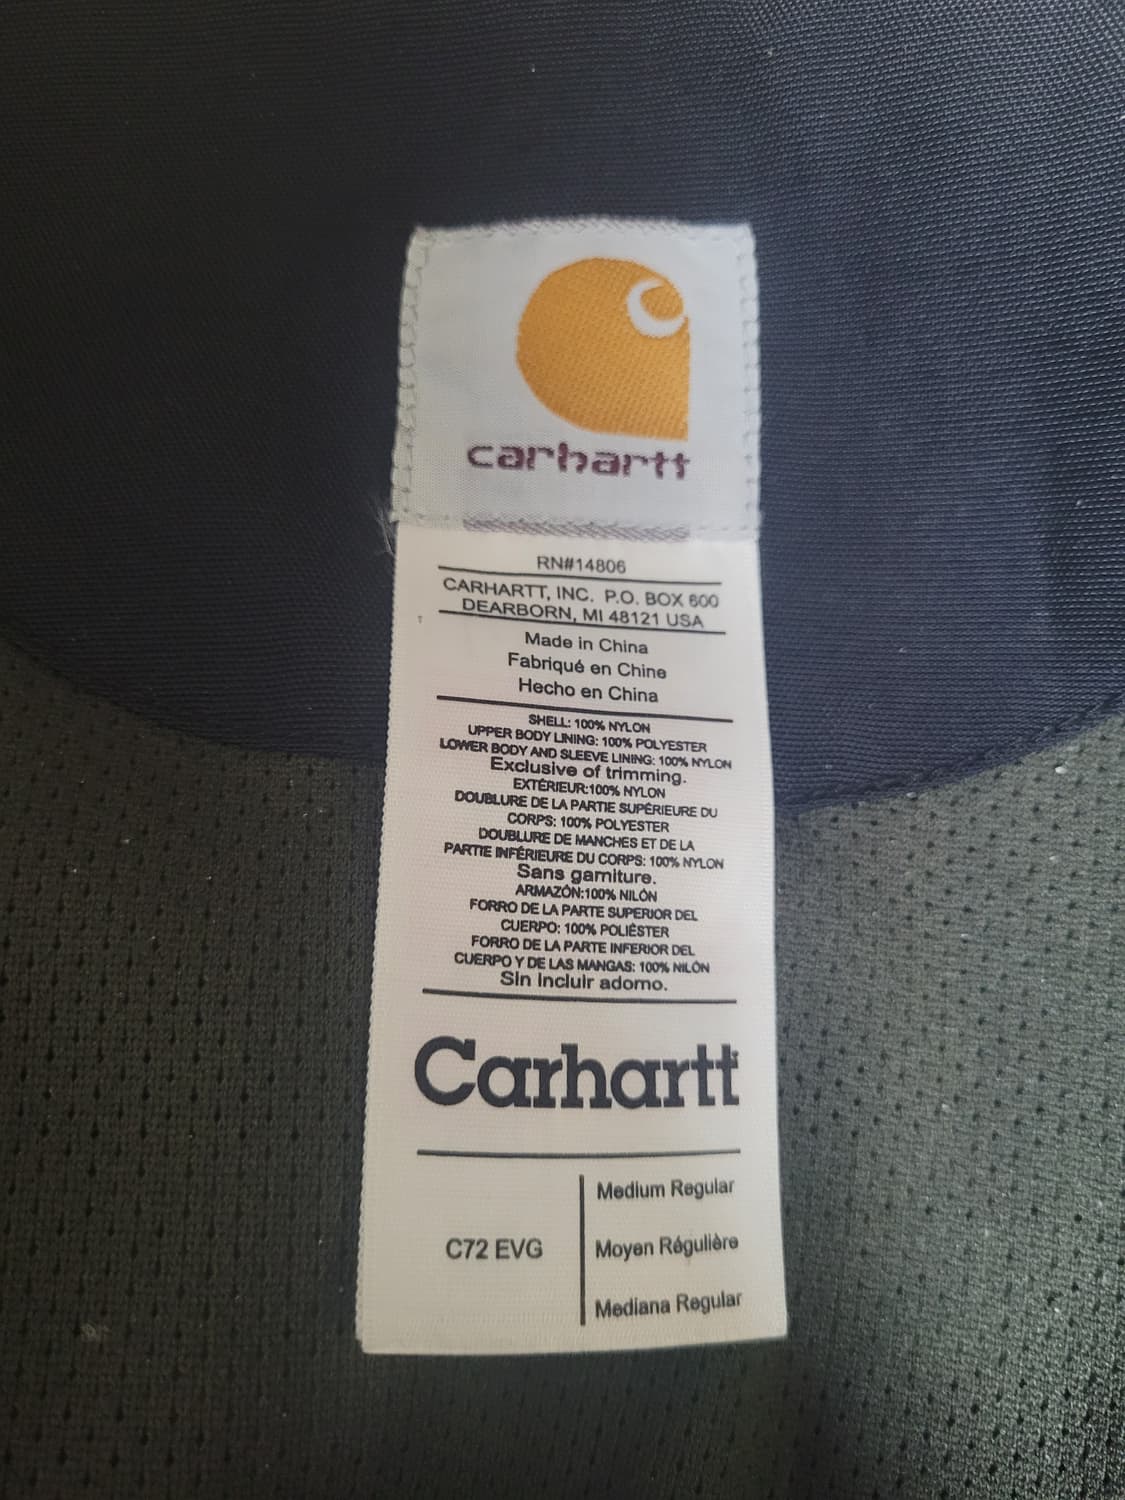 carhartt
RN#14806
CARHARTT, INC. P.O. BOX 600
DEARBORN, MI 48121 USA
Made in China
Fabriqué en Chine
Hecho en China
SHELL: 100% NYLON
UPPER BODY LINING: 100% POLYESTER
LOWER BODY AND SLEEVE LINING: 100% NYLON
Exclusive of trimming.
EXTÉRIEUR:100% NYLON
DOUBLURE DE LA PARTIE SUPÉRIEURE DU
CORPS: 100% POLYESTER
DOUBLURE DE MANCHES ET DE LA
PARTIE INFÉRIEURE DU CORPS: 100% NYLON
Sans garniture.
ARMAZÓN:100% NILÓN
FORRO DE LA PARTE SUPERIOR DEL
CUERPO: 100% POLIÉSTER
FORRO DE LA PARTE INFERIOR DEL
CUERPO Y DE LAS MANGAS: 100% NILÓN
Sin incluir adorno.
Carhartt
C72 EVG
Medium Regular
Moyen Régulière
Mediana Regular